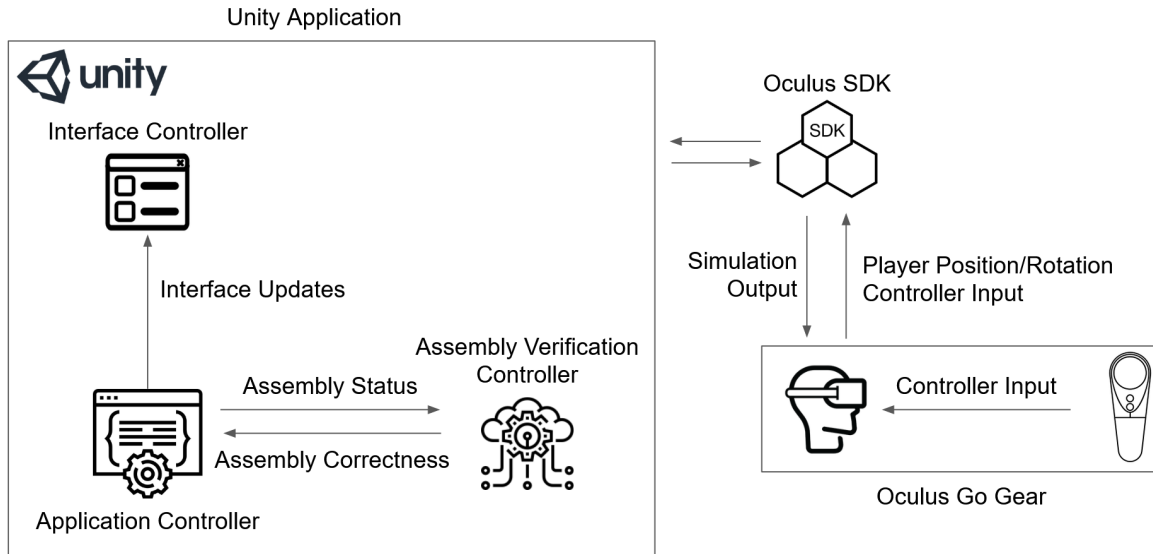 Unity Application
unity
Interface Controller
Interface Updates
Assembly Verification
Controller
Assembly Status
Assembly Correctness
Application Controller
Oculus SDK
SDK
Simulation
Output
Player Position/Rotation
Controller Input
Controller Input
Oculus Go Gear